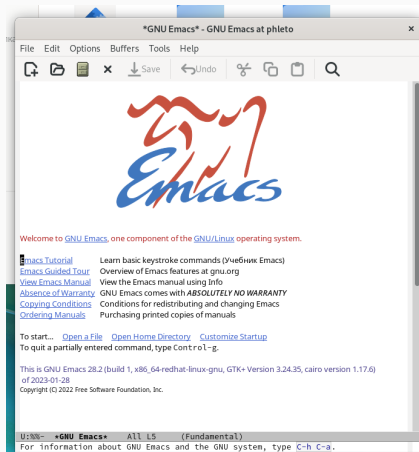 *GNU Emacs* - GNU Emacs at phleto
File Edit Options Buffers Tools Help
Save Undo
Emacs
Welcome to GNU Emacs, one component of the GNU/Linux operating system.
Emacs Tutorial Learn basic keystroke commands (Учебник Emacs)
Emacs Guided Tour Overview of Emacs features at gnu.org
View Emacs Manual View the Emacs manual using Info
Absence of Warranty GNU Emacs comes with ABSOLUTELY NO WARRANTY
Copying Conditions Conditions for redistributing and changing Emacs
Ordering Manuals Purchasing printed copies of manuals
To start... Open a File Open Home Directory Customize Startup
To quit a partially entered command, type Control-g.
This is GNU Emacs 28.2 (build 1, x86_64-redhat-linux-gnu, GTK+ Version 3.24.35, cairo version 1.17.6)
of 2023-01-28
Copyright (C) 2022 Free Software Foundation, Inc.
U:%%- *GNU Emacs* All L5 (Fundamental)
For information about GNU Emacs and the GNU system, type C-h C-a.